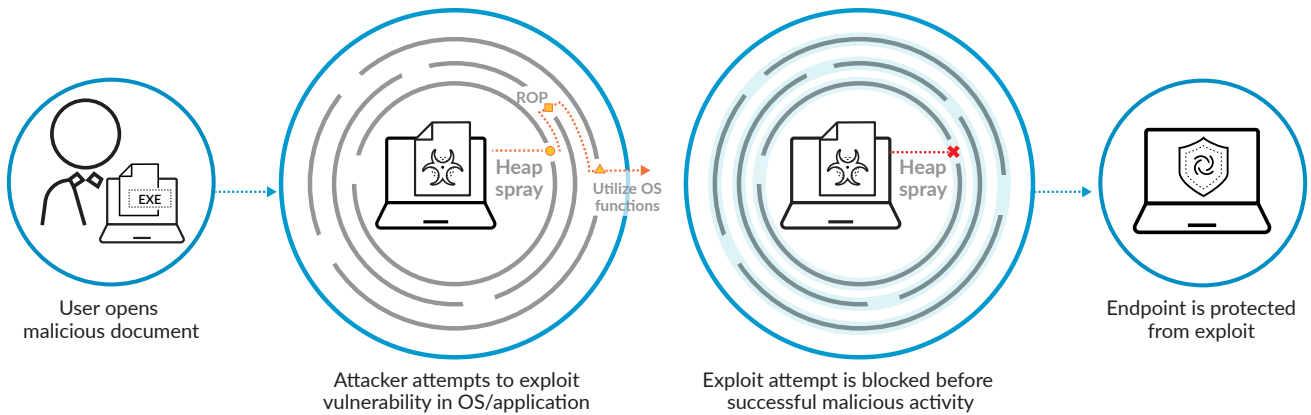 EXE
User opens
malicious document
ROP
Heap
spray
Utilize OS
functions
Attacker attempts to exploit
vulnerability in OS/application
Heap
spray
Exploit attempt is blocked before
successful malicious activity
Endpoint is protected
from exploit